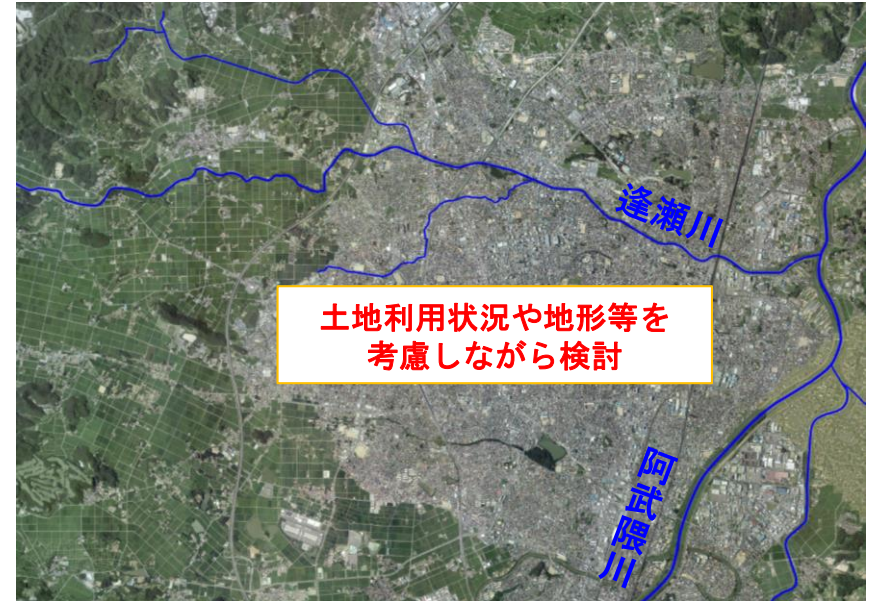 逢瀬川
土地利用状況や地形等を
考慮しながら検討
阿武隈川